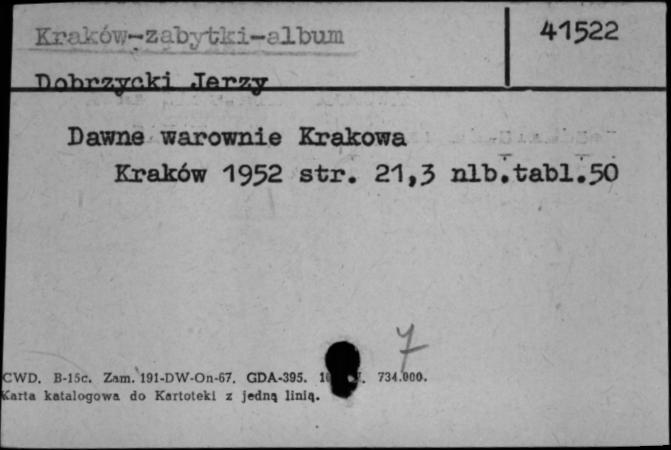 Kraków-zabytki-album
41522
Dobrzycki Jerzy
Dawne warownie Krakowa
Kraków 1952 str. 21,3 nlb.tabl.50
7
CWD. B-15c. Zam. 191-DW-On-67. GDA-395. 734.000.
Karta katalogowa do Kartoteki z jedną linią.